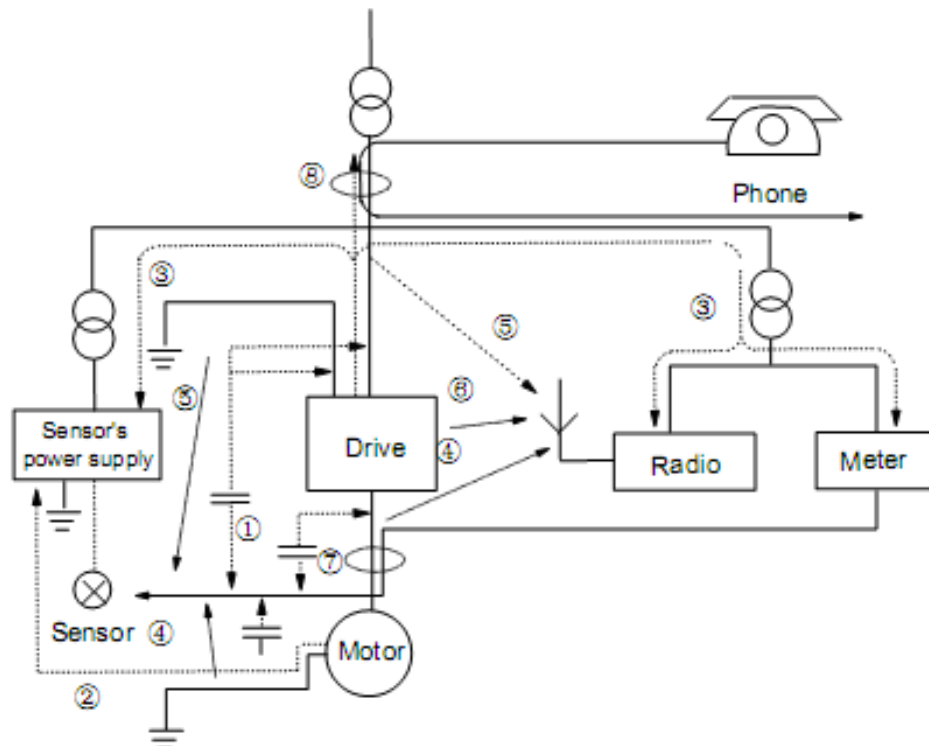 ⑧
Phone
③
③
⑤
⑤
⑥
Sensor's
power supply
Drive
④
Radio
Meter
①
⑦
Sensor
④
Motor
②